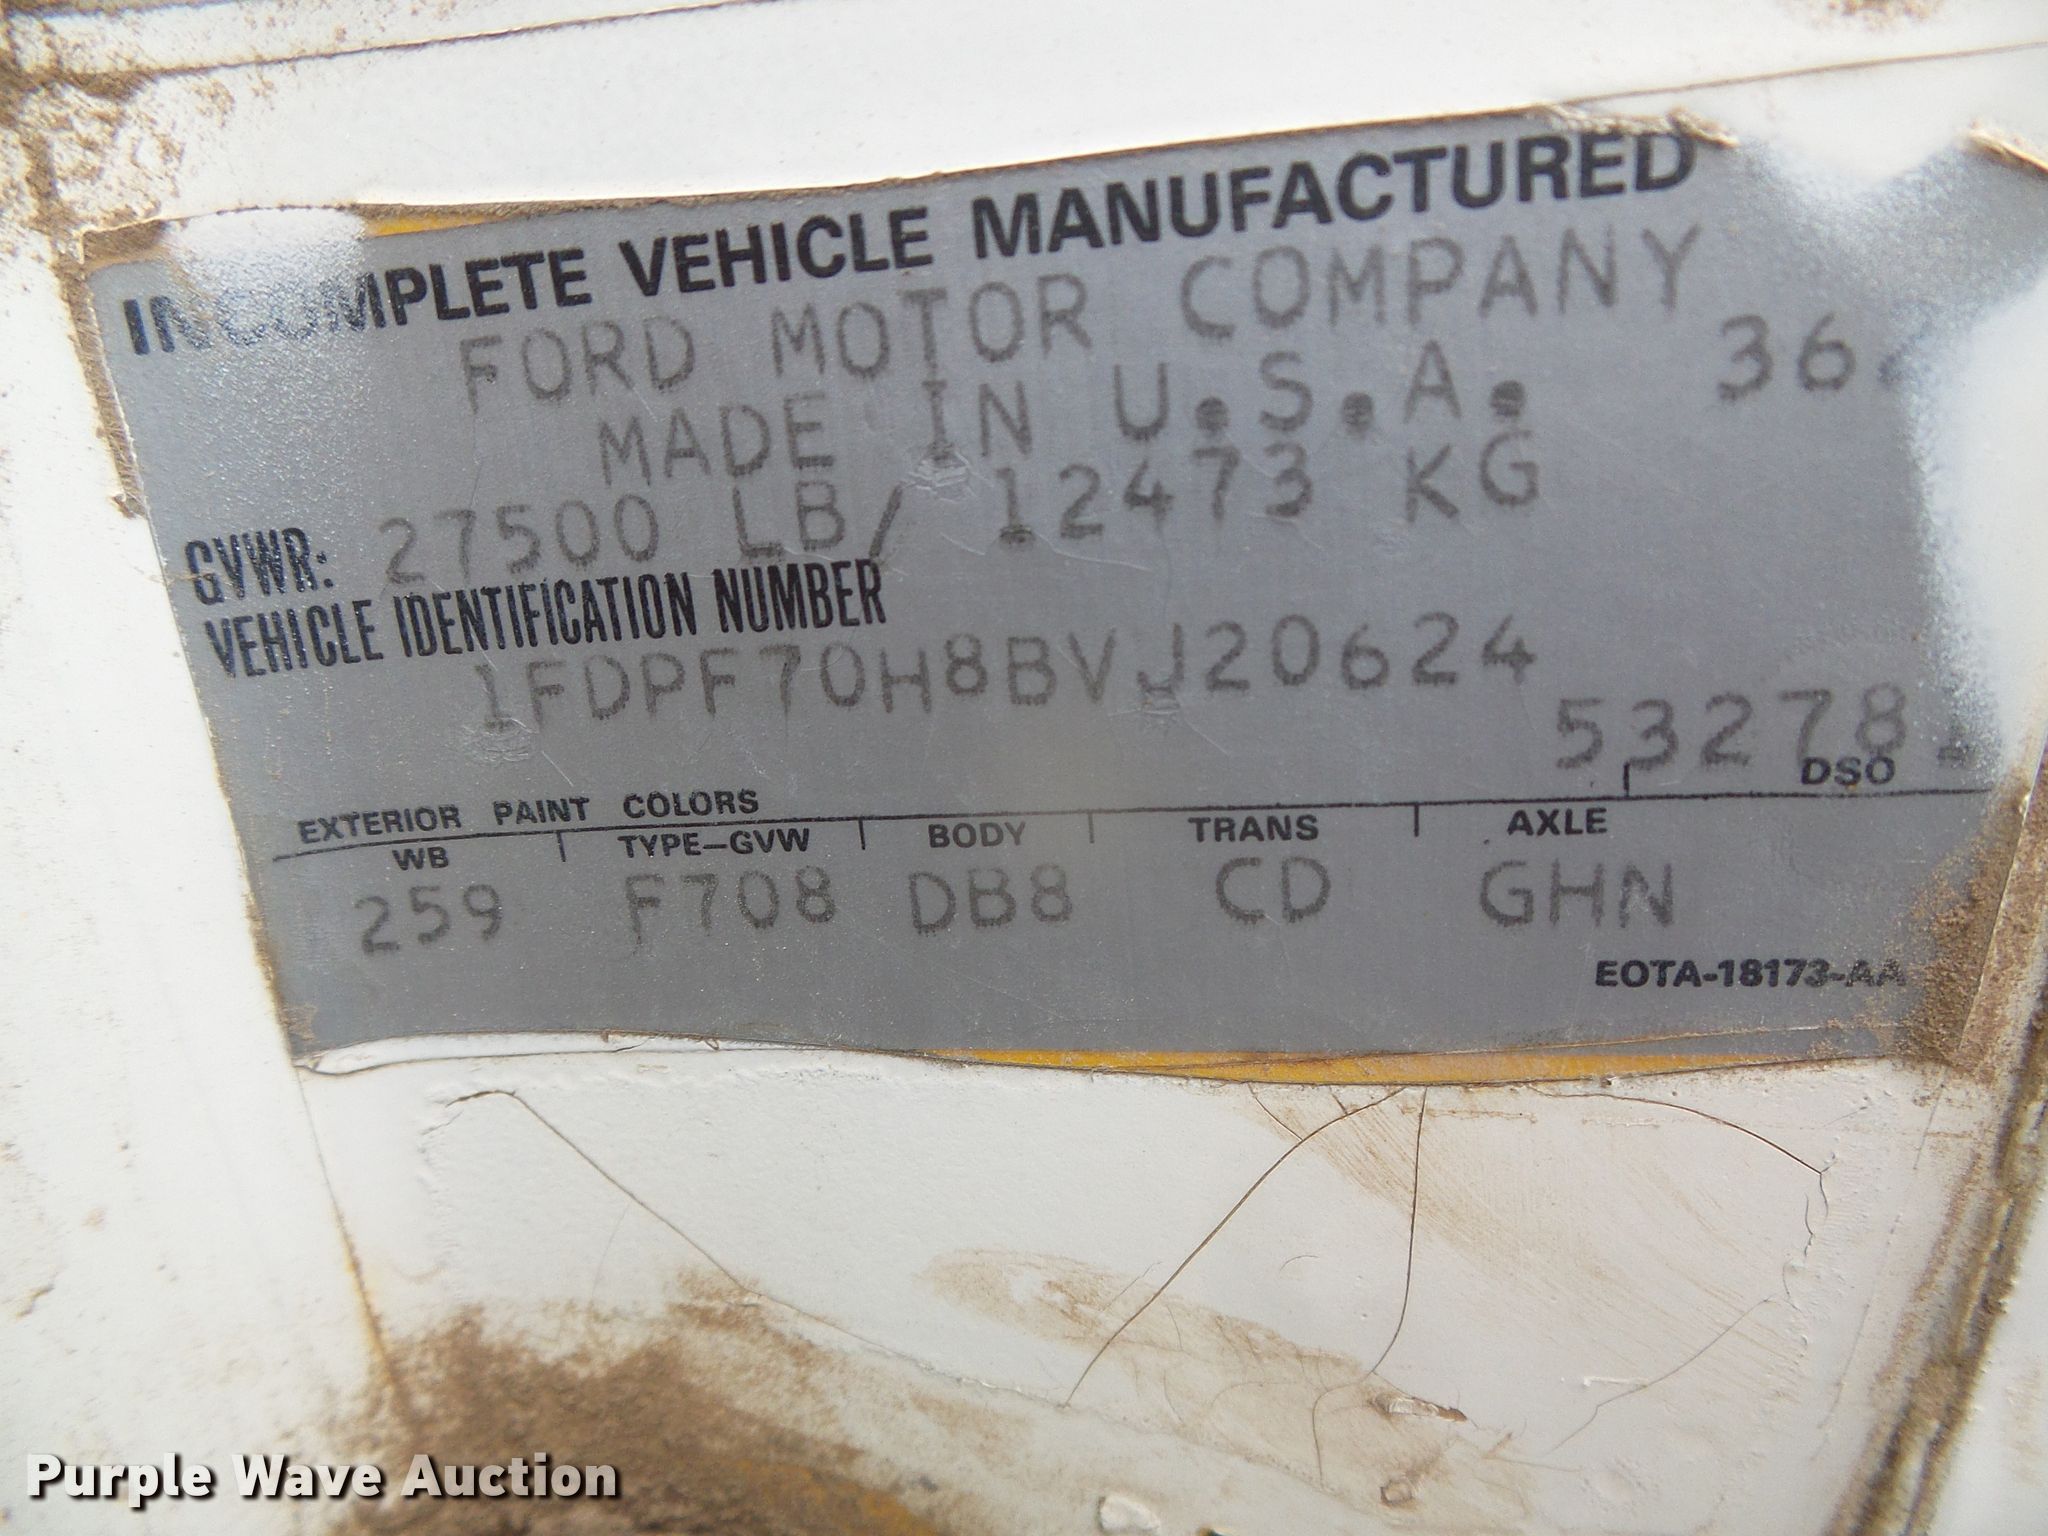 INCOMPLETE VEHICLE MANUFACTURED
FORD MOTOR COMPANY
MADE IN U.S.A.
GVWR: 27500 LB/ 12473 KG
VEHICLE IDENTIFICATION NUMBER
1FDPF70H8BVJ20624
EXTERIOR PAINT COLORS DSO
WB TYPE-GVW BODY TRANS AXLE
259 F708 DB8 CD GHN
EOTA-18173-AA
Purple Wave Auction